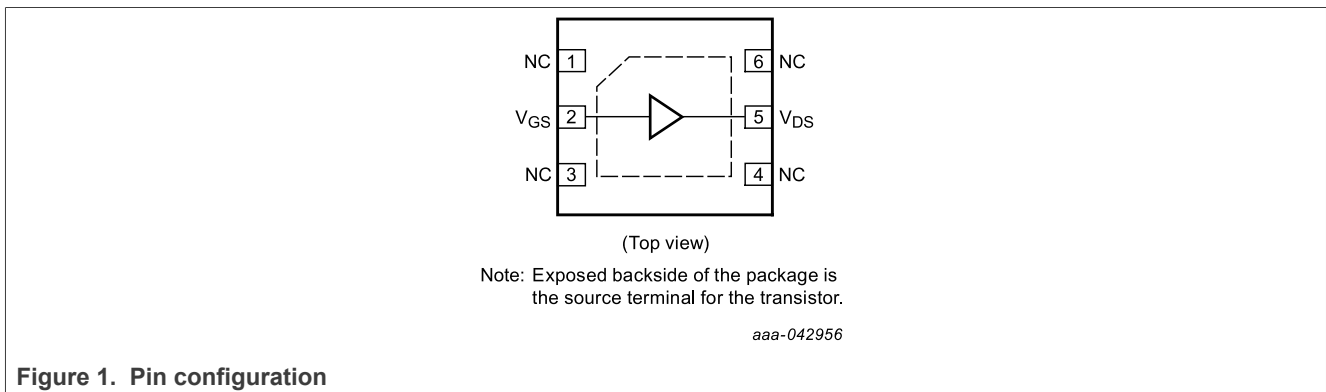 NC 1 6 NC
VGS 2 5 VDS
NC 3 4 NC
(Top view)
Note: Exposed backside of the package is
the source terminal for the transistor.
aaa-042956
Figure 1. Pin configuration